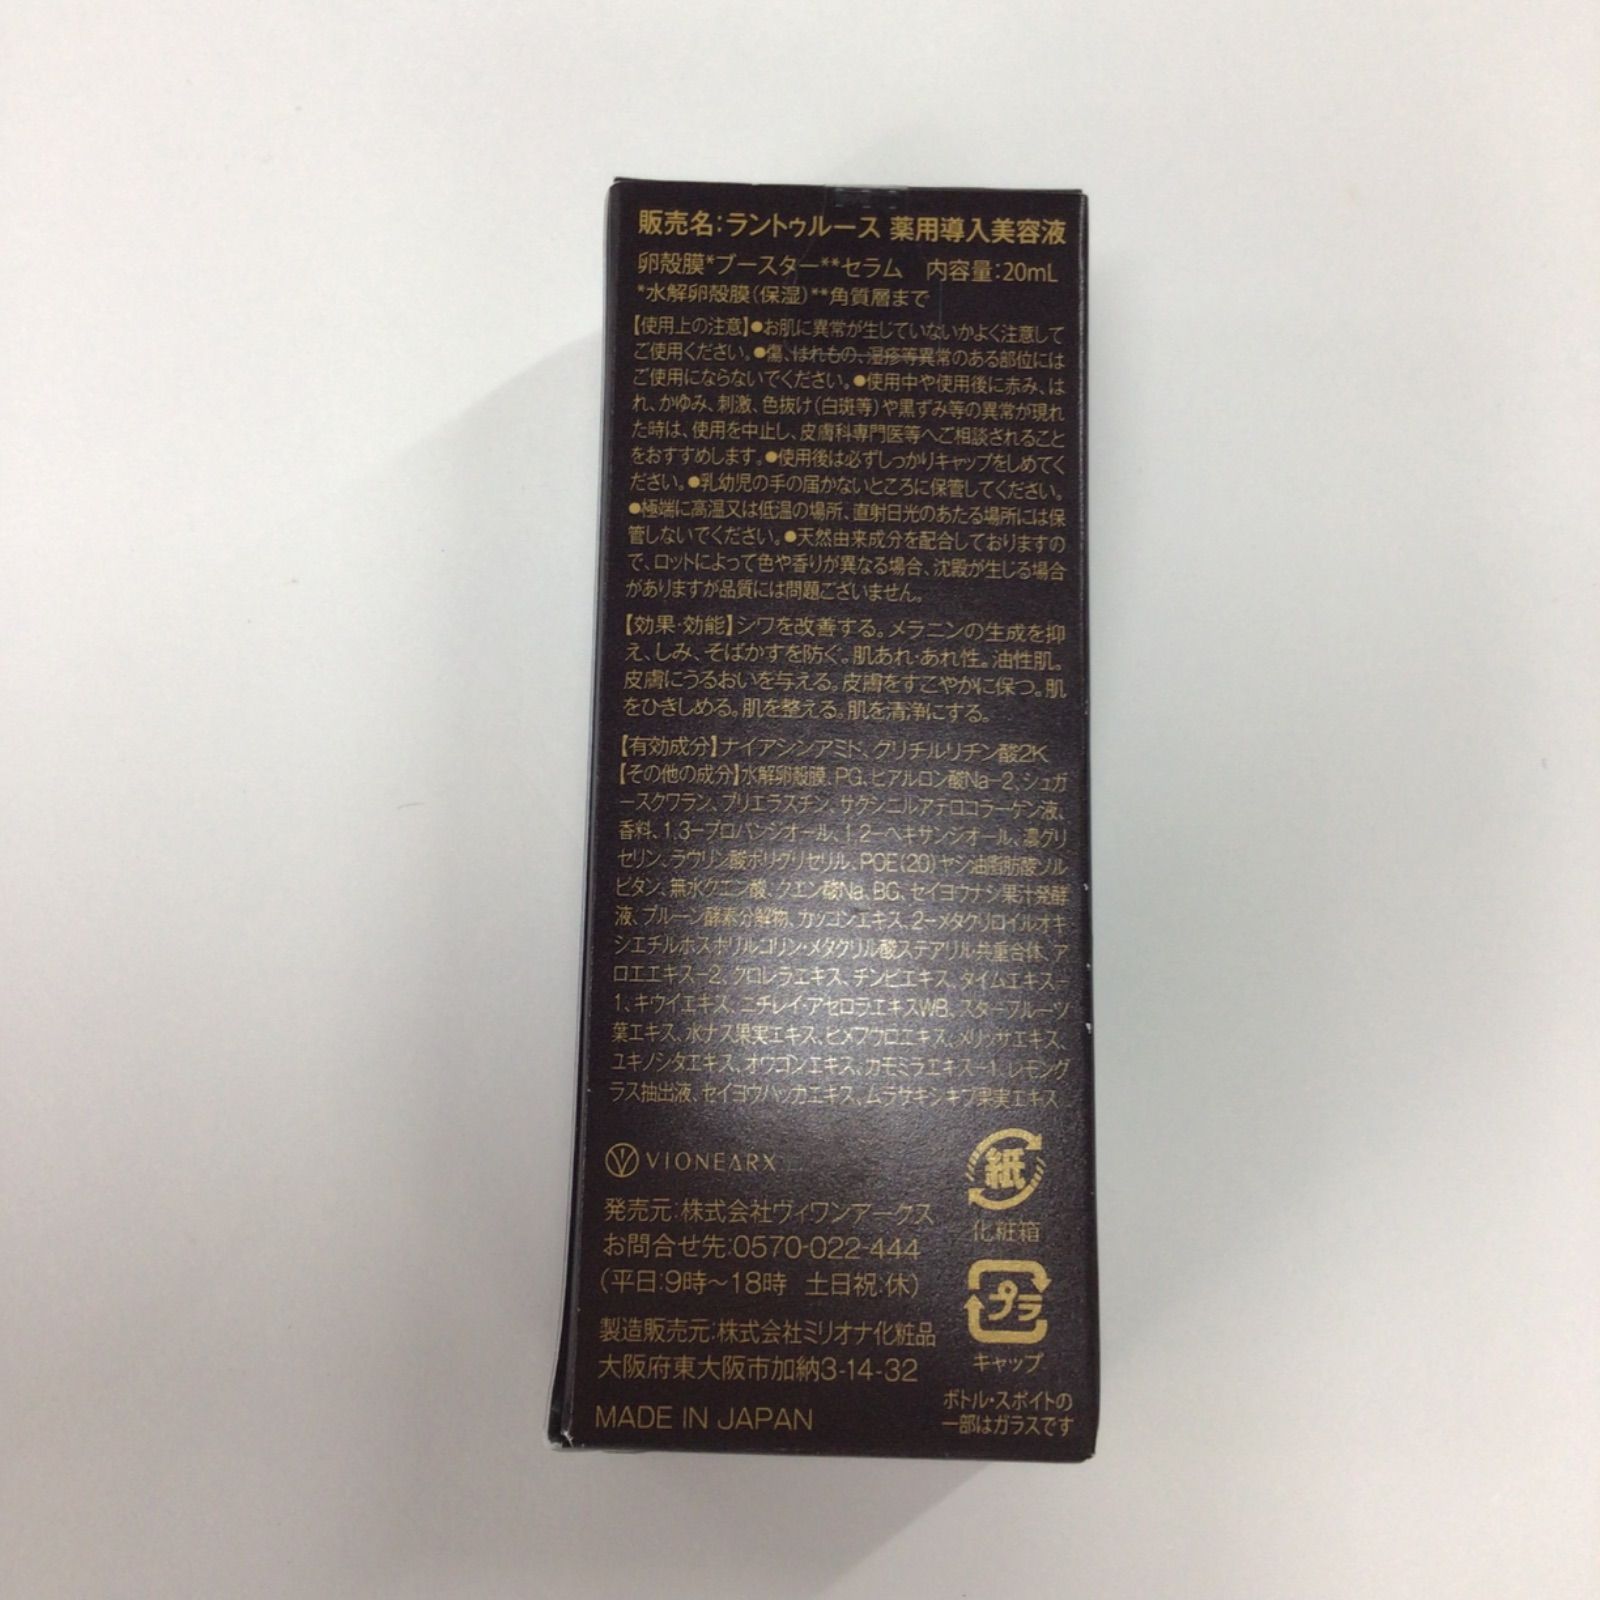 販売名:ラントゥルース 薬用導入美容液
卵殻膜*ブースター**セラム 内容量:20mL
*水解卵殻膜(保湿)**角質層まで
【使用上の注意】●お肌に異常が生じていないかよく注意して
ご使用ください。●傷、はれもの、湿疹等異常のある部位には
ご使用にならないでください。●使用中や使用後に赤み、は
れ、かゆみ、刺激、色抜け(白斑等)や黒ずみ等の異常が現れ
た時は、使用を中止し、皮膚科専門医等へご相談されること
をおすすめします。●使用後は必ずしっかりキャップをしめてく
ださい。●乳幼児の手の届かないところに保管してください。
●極端に高温又は低温の場所、直射日光のあたる場所には保
管しないでください。●天然由来成分を配合しておりますの
で、ロットによって色や香りが異なる場合、沈殿が生じる場合
がありますが品質には問題ございません。
【効果・効能】シワを改善する。メラニンの生成を抑
え、しみ、そばかすを防ぐ。肌あれ・あれ性。油性肌。
皮膚にうるおいを与える。皮膚をすこやかに保つ。肌
をひきしめる。肌を整える。肌を清浄にする。
【有効成分】ナイアシンアミド、グリチルリチン酸2K
【その他の成分】水解卵殻膜、PG、ヒアルロン酸Na-2、シュガ
ースクワラン、プリエラスチン、サクシニルアテロコラーゲン液、
香料、1,3-プロパンジオール、1,2-ヘキサンジオール、濃グリ
セリン、ラウリン酸ポリグリセリル、POE(20)ヤシ油脂肪酸ソル
ビタン、無水クエン酸、クエン酸Na、BG、セイヨウナシ果汁発酵
液、プルーン酵素分解物、カッコンエキス、2-メタクリロイルオキ
シエチルホスホリルコリン・メタクリル酸ステアリル共重合体、ア
ロエエキス-2、クロレラエキス、チンピエキス、タイムエキス-
1、キウイエキス、ニチレイ・アセロラエキスWB、スターフルーツ
葉エキス、水ナス果実エキス、ヒメフウロエキス、メリッサエキス、
ユキノシタエキス、オウゴンエキス、カモミラエキス-1、レモング
ラス抽出液、セイヨウハッカエキス、ムラサキシキブ果実エキス
VIONEARX
発売元:株式会社ヴィワンアークス
お問合せ先:0570-022-444
(平日:9時~18時 土日祝:休)
製造販売元:株式会社ミリオナ化粧品
大阪府東大阪市加納3-14-32
MADE IN JAPAN
紙
化粧箱
プラ
キャップ
ボトル・スポイトの
一部はガラスです